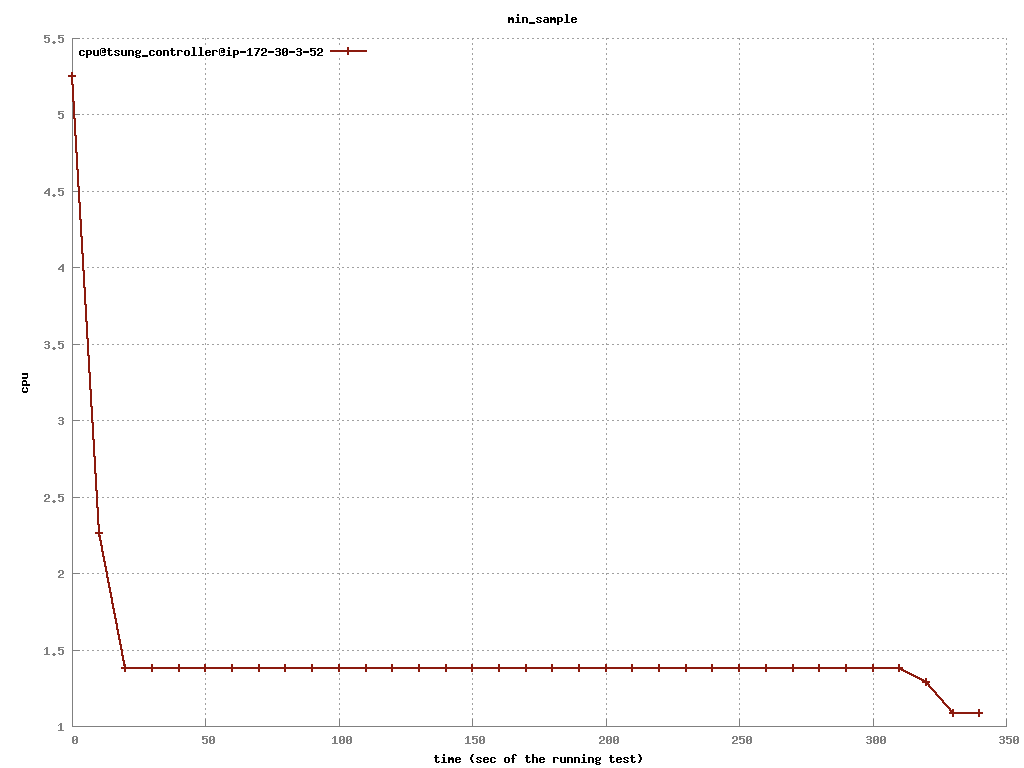 min_sample
cpu@tsung_controller@ip-172-30-3-52
5.5
5
4.5
4
3.5
3
2.5
2
1.5
1
cpu
0 50 100 150 200 250 300 350
time (sec of the running test)